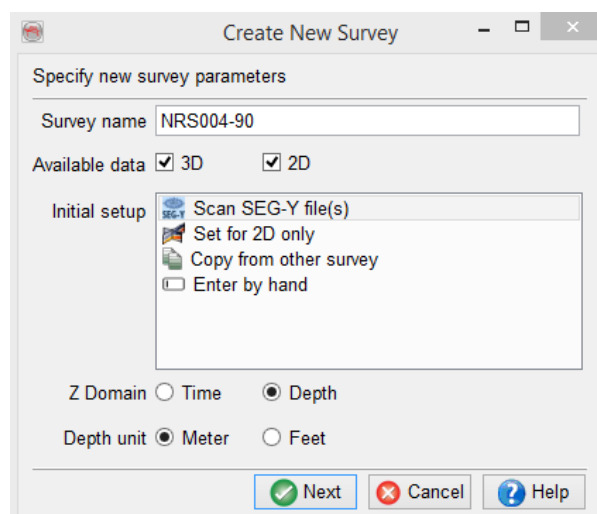 Create New Survey
Specify new survey parameters
Survey name NRS004-90
Available data 3D 2D
Initial setup SEG-Y Scan SEG-Y file(s)
Set for 2D only
Copy from other survey
Enter by hand
Z Domain Time Depth
Depth unit Meter Feet
Next Cancel Help